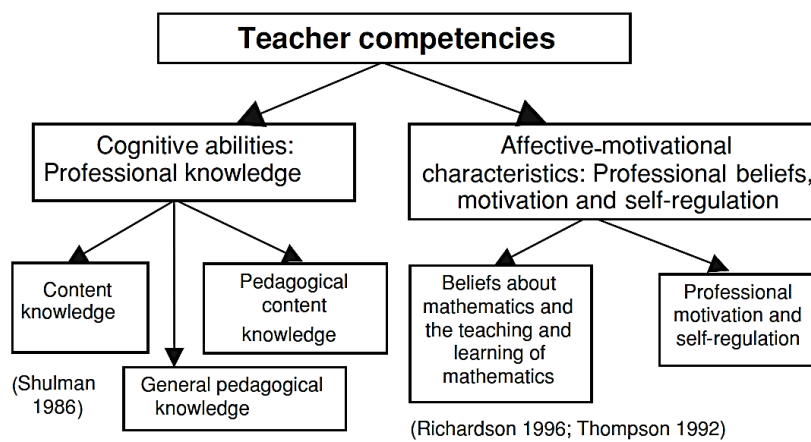 Teacher competencies
Cognitive abilities:
Professional knowledge
Affective-motivational
characteristics: Professional beliefs,
motivation and self-regulation
Content
knowledge
Pedagogical
content
knowledge
General pedagogical
knowledge
(Shulman
1986)
Beliefs about
mathematics and
the teaching and
learning of
mathematics
Professional
motivation and
self-regulation
(Richardson 1996; Thompson 1992)